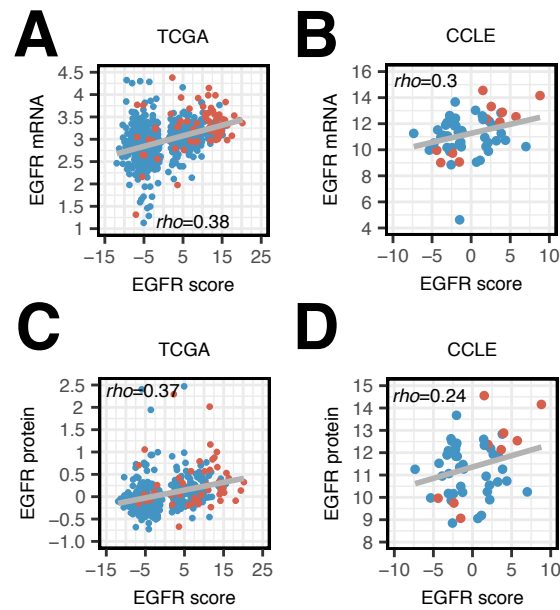 A
TCGA
4.5
4
3.5
3
2.5
2
1.5
1
EGFR mRNA
rho=0.38
−15 −5 5 15 25
EGFR score
B
CCLE
16
14
12
10
8
6
4
EGFR mRNA
rho=0.3
−10 −5 0 5 10
EGFR score
C
TCGA
2.5
2
1.5
1
0.5
0
−0.5
−1.0
EGFR protein
rho=0.37
−15 −5 5 15 25
EGFR score
D
CCLE
15
14
13
12
11
10
9
8
EGFR protein
rho=0.24
−10 −5 0 5 10
EGFR score